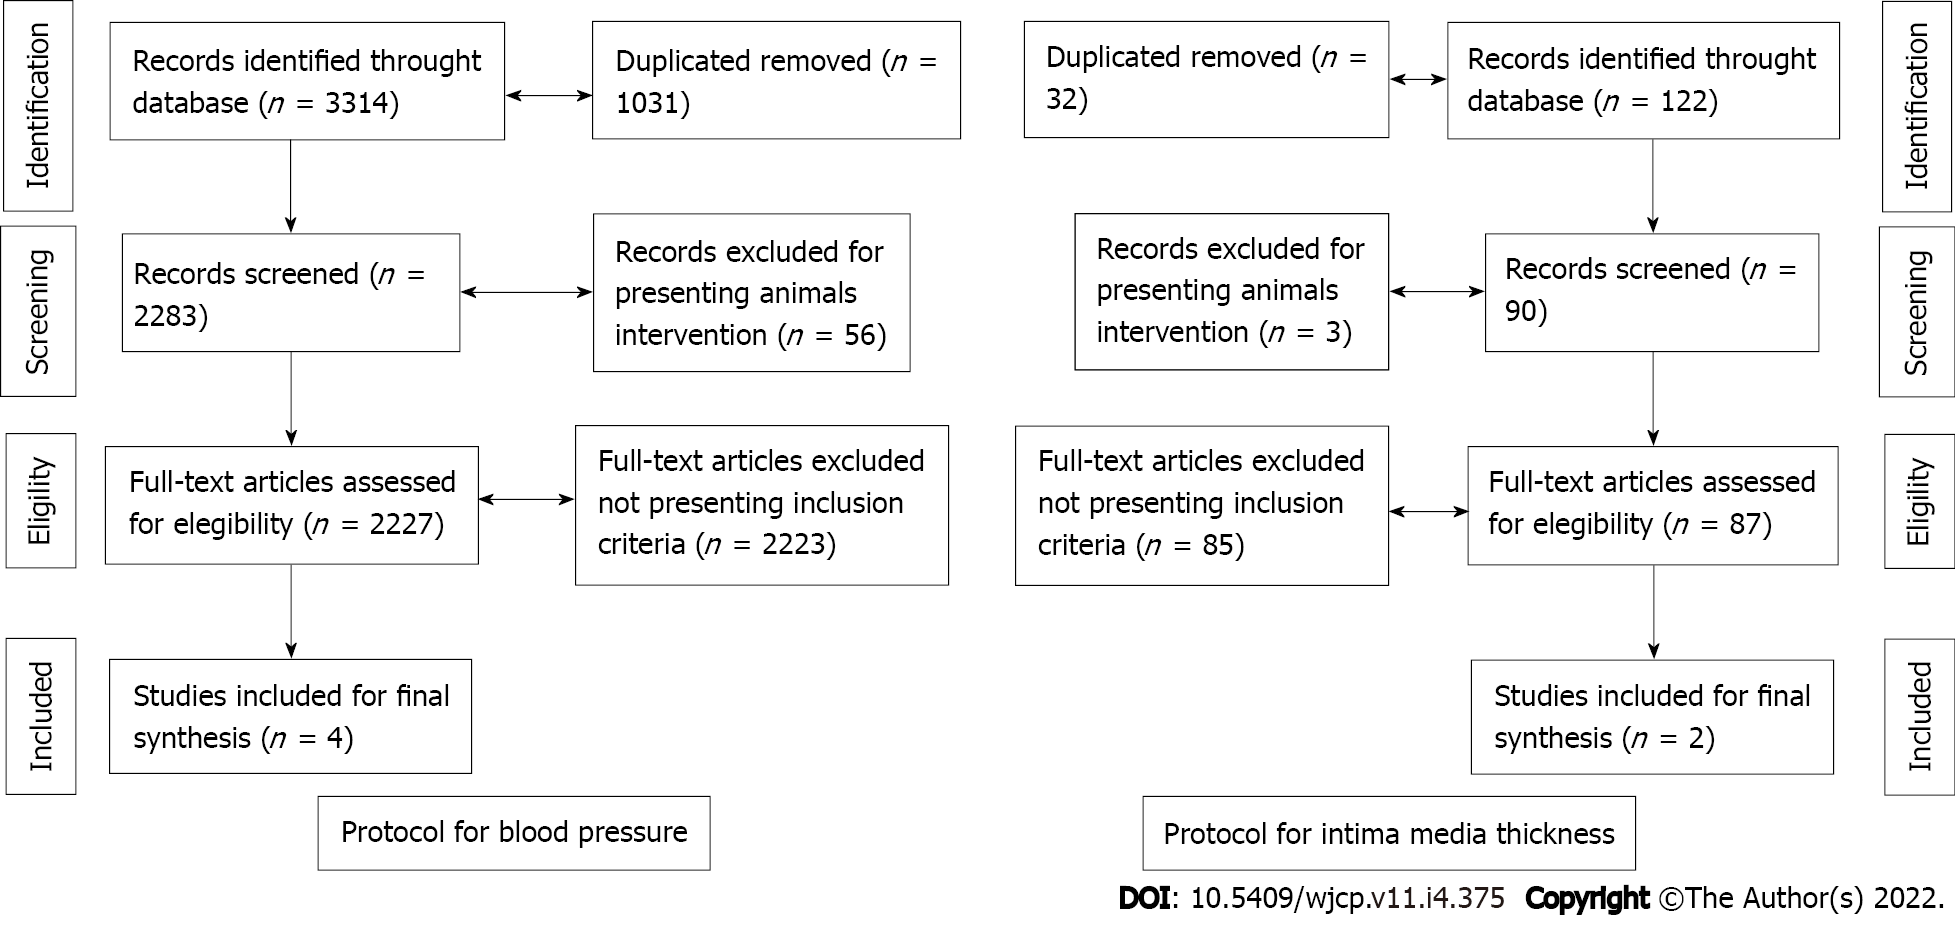 Identification
Records identified throught
database (n = 3314)
Duplicated removed (n =
1031)
Screening
Records screened (n =
2283)
Records excluded for
presenting animals
intervention (n = 56)
Eligility
Full-text articles assessed
for elegibility (n = 2227)
Full-text articles excluded
not presenting inclusion
criteria (n = 2223)
Included
Studies included for final
synthesis (n = 4)
Protocol for blood pressure
Duplicated removed (n =
32)
Records identified throught
database (n = 122)
Identification
Records excluded for
presenting animals
intervention (n = 3)
Records screened (n =
90)
Screening
Full-text articles excluded
not presenting inclusion
criteria (n = 85)
Full-text articles assessed
for elegibility (n = 87)
Eligility
Studies included for final
synthesis (n = 2)
Included
Protocol for intima media thickness
DOI: 10.5409/wjcp.v11.i4.375 Copyright ©The Author(s) 2022.